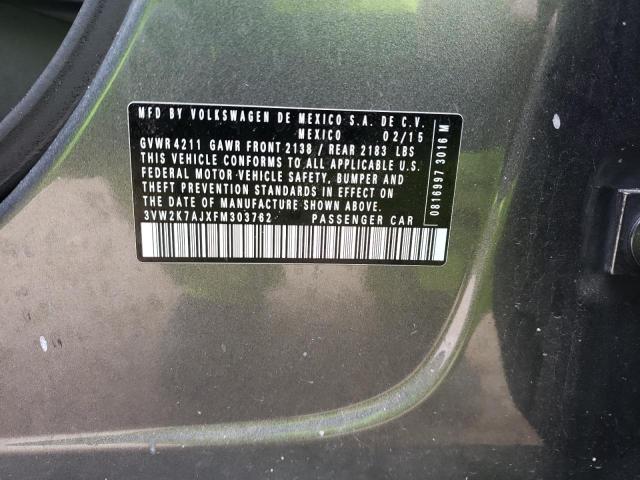 MFD BY VOLKSWAGEN DE MEXICO S.A. DE C.V.
MEXICO 02/15
GVWR 4211 GAWR FRONT 2138 / REAR 2183 LBS
THIS VEHICLE CONFORMS TO ALL APPLICABLE U.S.
FEDERAL MOTOR VEHICLE SAFETY, BUMPER AND
THEFT PREVENTION STANDARDS IN EFFECT ON
THE DATE OF MANUFACTURE SHOWN ABOVE.
3VW2K7AJXFM303762 PASSENGER CAR
0816997 3016 M